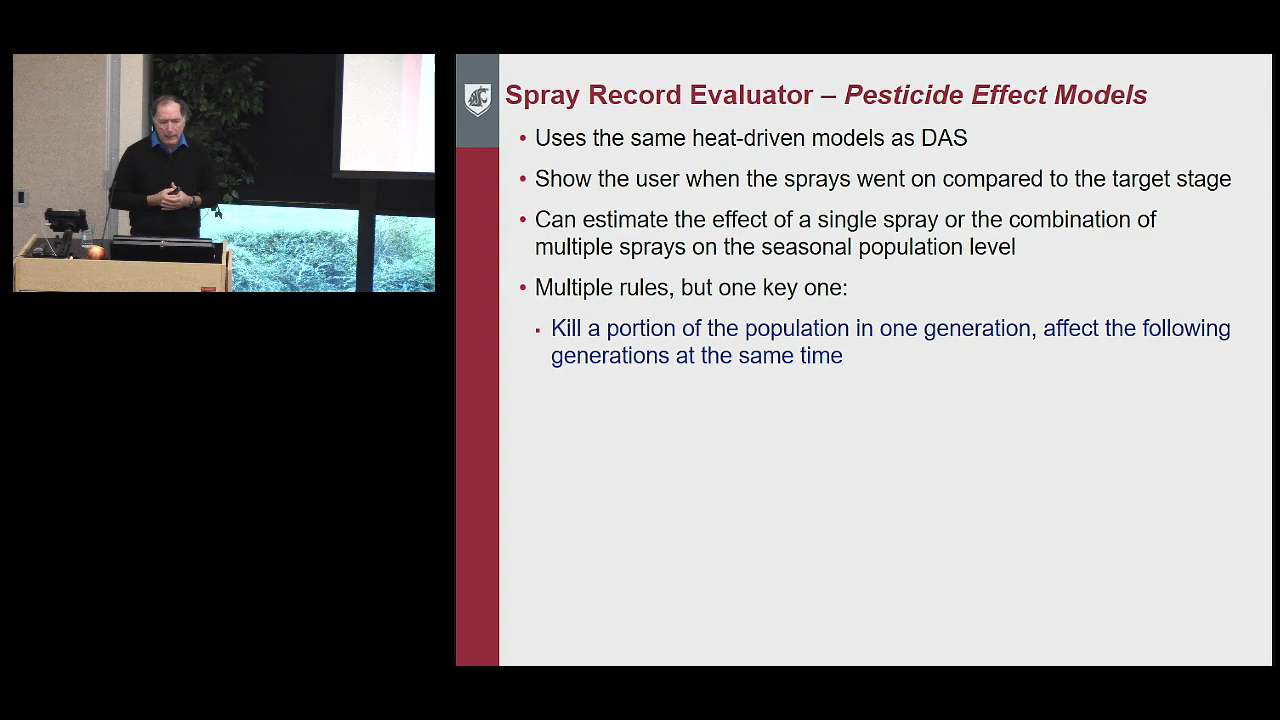 Spray Record Evaluator – Pesticide Effect Models
• Uses the same heat-driven models as DAS
• Show the user when the sprays went on compared to the target stage
• Can estimate the effect of a single spray or the combination of
multiple sprays on the seasonal population level
• Multiple rules, but one key one:
▪ Kill a portion of the population in one generation, affect the following
generations at the same time